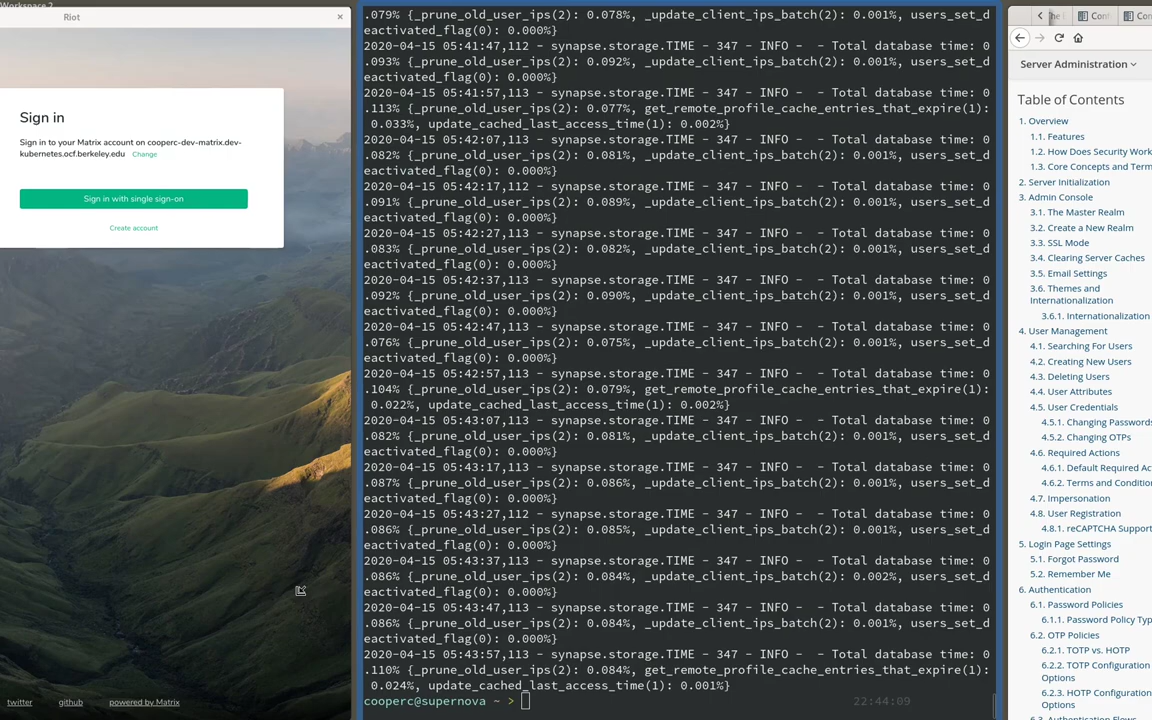 Workspace 2
Riot
×
Sign in
Sign in to your Matrix account on cooperc-dev-matrix.dev-
kubernetes.ocf.berkeley.edu Change
Sign in with single sign-on
Create account
twitter
github
powered by Matrix
.079% {_prune_old_user_ips(2): 0.078%, _update_client_ips_batch(2): 0.001%, users_set_d
eactivated_flag(0): 0.000%}
2020-04-15 05:41:47,112 - synapse.storage.TIME - 347 - INFO -  - Total database time: 0
.093% {_prune_old_user_ips(2): 0.092%, _update_client_ips_batch(2): 0.001%, users_set_d
eactivated_flag(0): 0.000%}
2020-04-15 05:41:57,113 - synapse.storage.TIME - 347 - INFO -  - Total database time: 0
.113% {_prune_old_user_ips(2): 0.077%, get_remote_profile_cache_entries_that_expire(1):
 0.033%, update_cached_last_access_time(1): 0.002%}
2020-04-15 05:42:07,113 - synapse.storage.TIME - 347 - INFO -  - Total database time: 0
.082% {_prune_old_user_ips(2): 0.081%, _update_client_ips_batch(2): 0.001%, users_set_d
eactivated_flag(0): 0.000%}
2020-04-15 05:42:17,112 - synapse.storage.TIME - 347 - INFO -  - Total database time: 0
.091% {_prune_old_user_ips(2): 0.089%, _update_client_ips_batch(2): 0.001%, users_set_d
eactivated_flag(0): 0.000%}
2020-04-15 05:42:27,113 - synapse.storage.TIME - 347 - INFO -  - Total database time: 0
.083% {_prune_old_user_ips(2): 0.082%, _update_client_ips_batch(2): 0.001%, users_set_d
eactivated_flag(0): 0.000%}
2020-04-15 05:42:37,113 - synapse.storage.TIME - 347 - INFO -  - Total database time: 0
.092% {_prune_old_user_ips(2): 0.090%, _update_client_ips_batch(2): 0.001%, users_set_d
eactivated_flag(0): 0.000%}
2020-04-15 05:42:47,113 - synapse.storage.TIME - 347 - INFO -  - Total database time: 0
.076% {_prune_old_user_ips(2): 0.075%, _update_client_ips_batch(2): 0.001%, users_set_d
eactivated_flag(0): 0.000%}
2020-04-15 05:42:57,113 - synapse.storage.TIME - 347 - INFO -  - Total database time: 0
.104% {_prune_old_user_ips(2): 0.079%, get_remote_profile_cache_entries_that_expire(1):
 0.022%, update_cached_last_access_time(1): 0.002%}
2020-04-15 05:43:07,113 - synapse.storage.TIME - 347 - INFO -  - Total database time: 0
.082% {_prune_old_user_ips(2): 0.081%, _update_client_ips_batch(2): 0.001%, users_set_d
eactivated_flag(0): 0.000%}
2020-04-15 05:43:17,113 - synapse.storage.TIME - 347 - INFO -  - Total database time: 0
.087% {_prune_old_user_ips(2): 0.086%, _update_client_ips_batch(2): 0.001%, users_set_d
eactivated_flag(0): 0.000%}
2020-04-15 05:43:27,112 - synapse.storage.TIME - 347 - INFO -  - Total database time: 0
.086% {_prune_old_user_ips(2): 0.085%, _update_client_ips_batch(2): 0.001%, users_set_d
eactivated_flag(0): 0.000%}
2020-04-15 05:43:37,113 - synapse.storage.TIME - 347 - INFO -  - Total database time: 0
.086% {_prune_old_user_ips(2): 0.084%, _update_client_ips_batch(2): 0.002%, users_set_d
eactivated_flag(0): 0.000%}
2020-04-15 05:43:47,113 - synapse.storage.TIME - 347 - INFO -  - Total database time: 0
.086% {_prune_old_user_ips(2): 0.084%, _update_client_ips_batch(2): 0.001%, users_set_d
eactivated_flag(0): 0.000%}
2020-04-15 05:43:57,113 - synapse.storage.TIME - 347 - INFO -  - Total database time: 0
.110% {_prune_old_user_ips(2): 0.084%, get_remote_profile_cache_entries_that_expire(1):
 0.024%, update_cached_last_access_time(1): 0.001%}
cooperc@supernova ~ > 22:44:09
Server Administration
Table of Contents
1. Overview
1.1. Features
1.2. How Does Security Work
1.3. Core Concepts and Term
2. Server Initialization
3. Admin Console
3.1. The Master Realm
3.2. Create a New Realm
3.3. SSL Mode
3.4. Clearing Server Caches
3.5. Email Settings
3.6. Themes and
Internationalization
3.6.1. Internationalization
4. User Management
4.1. Searching For Users
4.2. Creating New Users
4.3. Deleting Users
4.4. User Attributes
4.5. User Credentials
4.5.1. Changing Passwords
4.5.2. Changing OTPs
4.6. Required Actions
4.6.1. Default Required Ac
4.6.2. Terms and Condition
4.7. Impersonation
4.8. User Registration
4.8.1. reCAPTCHA Support
5. Login Page Settings
5.1. Forgot Password
5.2. Remember Me
6. Authentication
6.1. Password Policies
6.1.1. Password Policy Typ
6.2. OTP Policies
6.2.1. TOTP vs. HOTP
6.2.2. TOTP Configuration
Options
6.2.3. HOTP Configuration
Options